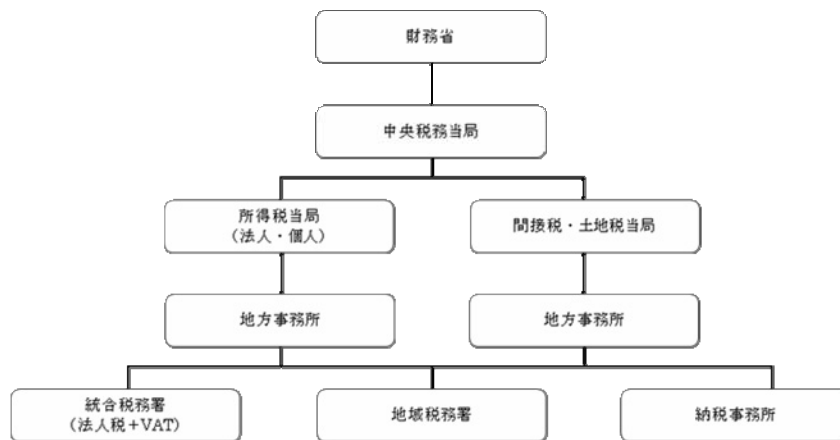 財務省
中央税務当局
所得税当局
(法人・個人)
間接税・土地税当局
地方事務所
地方事務所
統合税務署
(法人税+VAT)
地域税務署
納税事務所